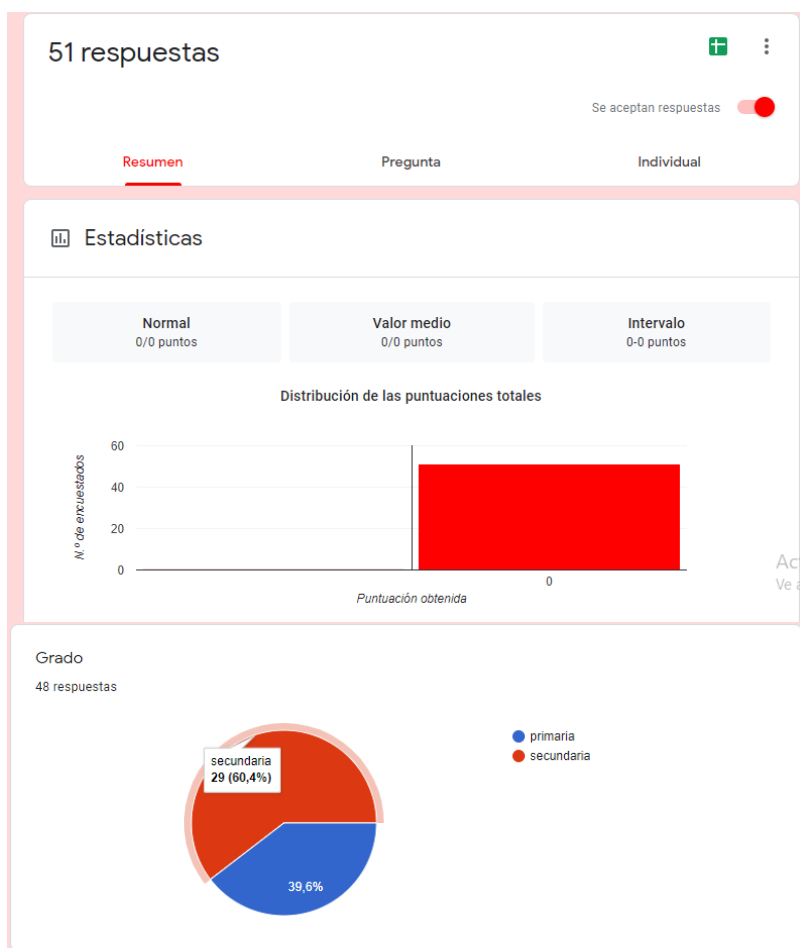 51 respuestas
Se aceptan respuestas
Resumen Pregunta Individual
Estadísticas
Normal Valor medio Intervalo
0/0 puntos 0/0 puntos 0-0 puntos
Distribución de las puntuaciones totales
60
40
20
0
N.º de encuestados
0
Puntuación obtenida
Grado
48 respuestas
primaria
secundaria
secundaria
29 (60,4%)
39,6%